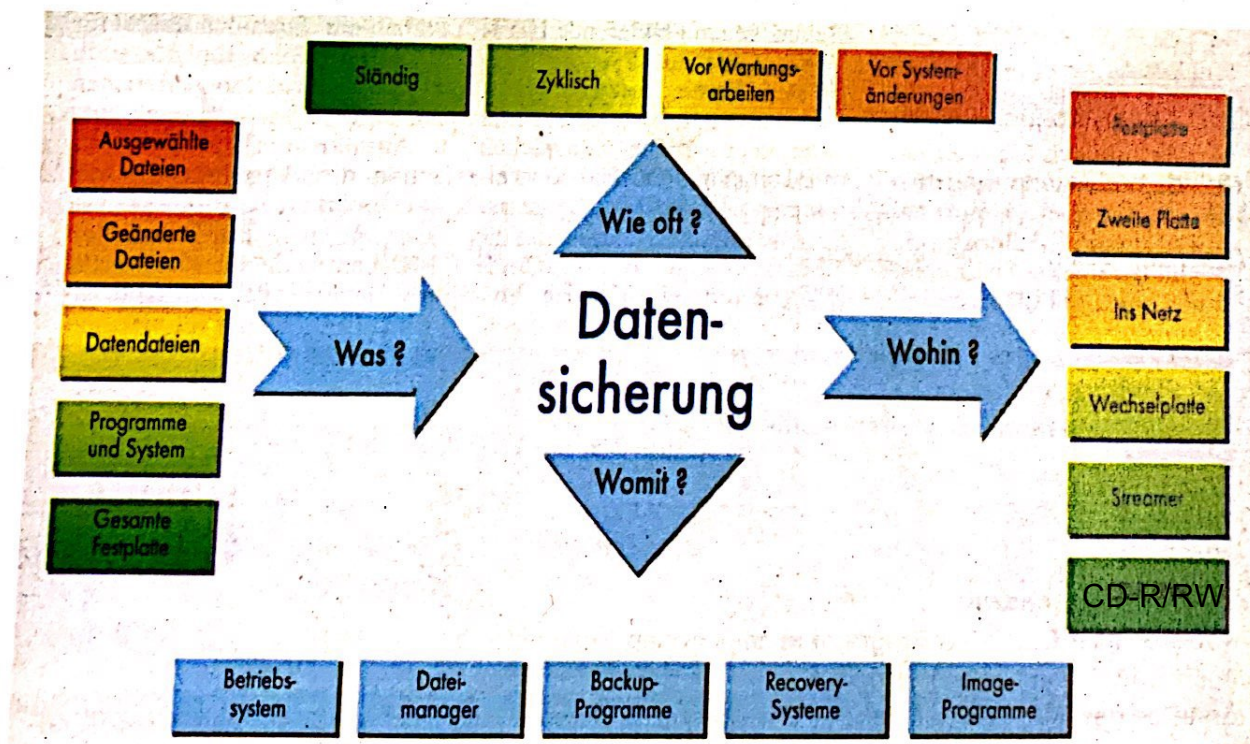 Ständig
Zyklisch
Vor Wartungs-
arbeiten
Vor System-
änderungen
Ausgewählte
Dateien
Geänderte
Dateien
Datendateien
Programme
und System
Gesamte
Festplatte
Wie oft ?
Was ?
Daten-
sicherung
Wohin ?
Womit ?
Festplatte
Zweite Platte
Ins Netz
Wechselplatte
Streamer
CD-R/RW
Betriebs-
system
Datei-
manager
Backup-
Programme
Recovery-
Systeme
Image-
Programme